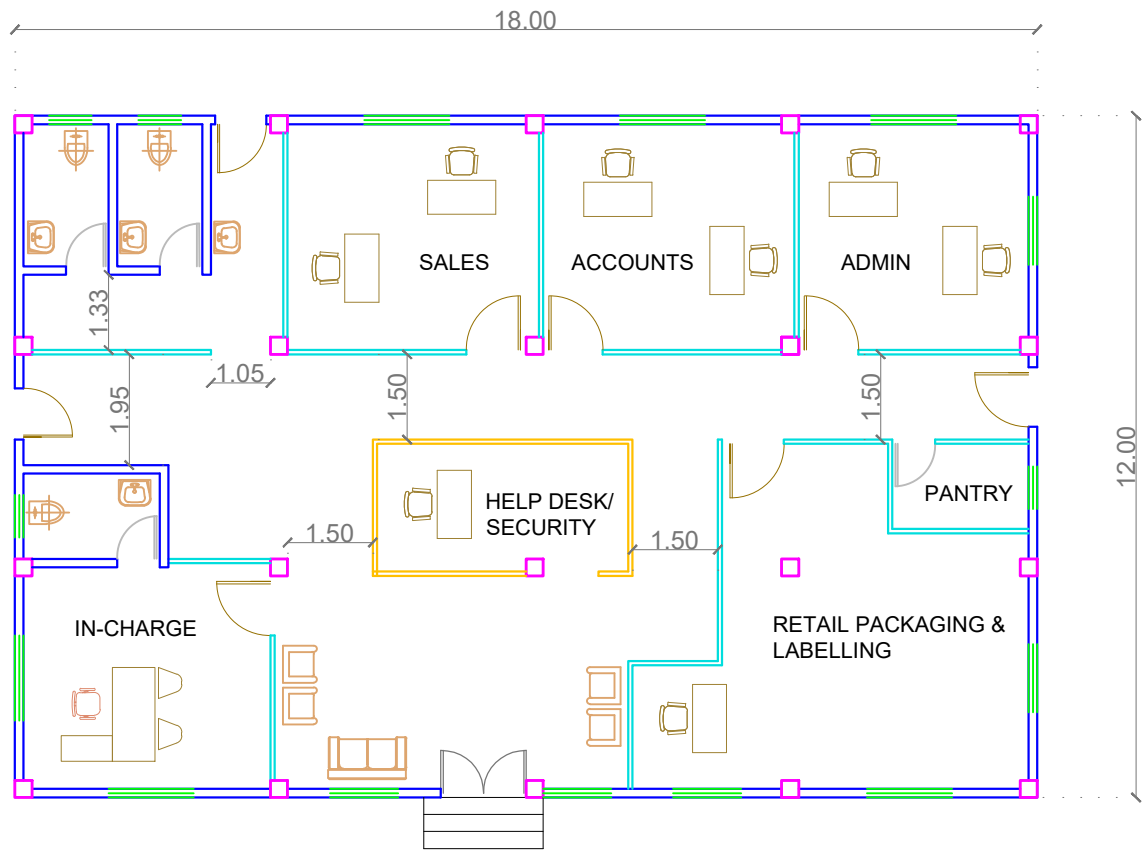 18.00
SALES
ACCOUNTS
ADMIN
1.33
1.05
1.95
1.50
1.50
12.00
HELP DESK/
SECURITY
PANTRY
1.50
1.50
IN-CHARGE
RETAIL PACKAGING &
LABELLING